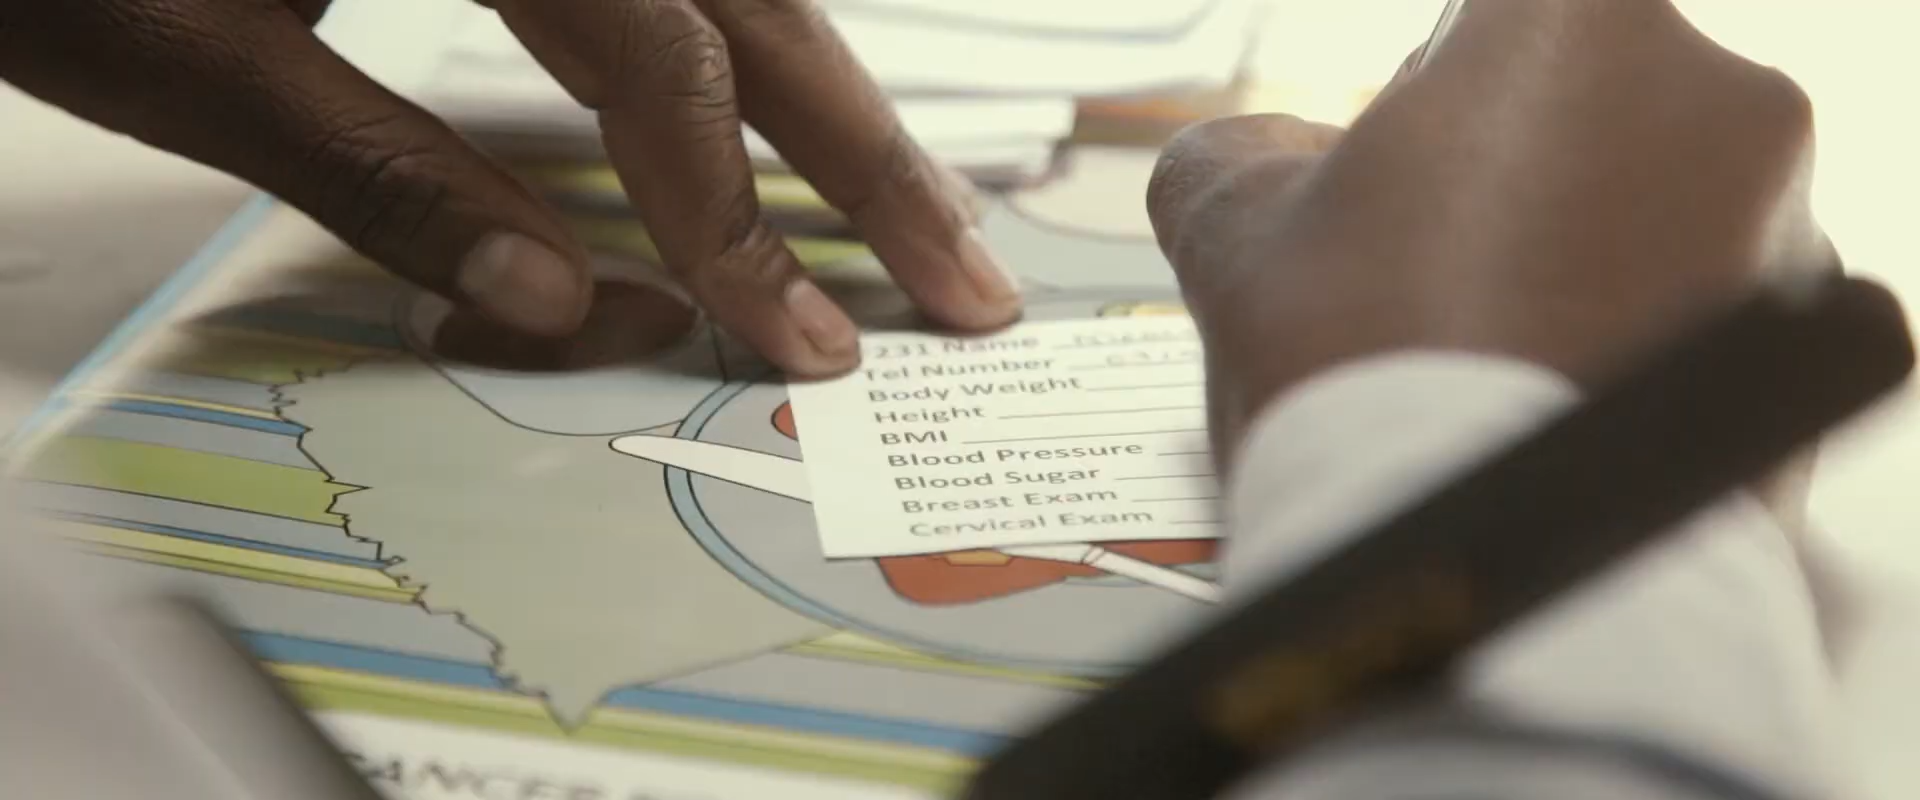 231 Name
Tel Number
Body Weight
Height
BMI
Blood Pressure
Blood Sugar
Breast Exam
Cervical Exam